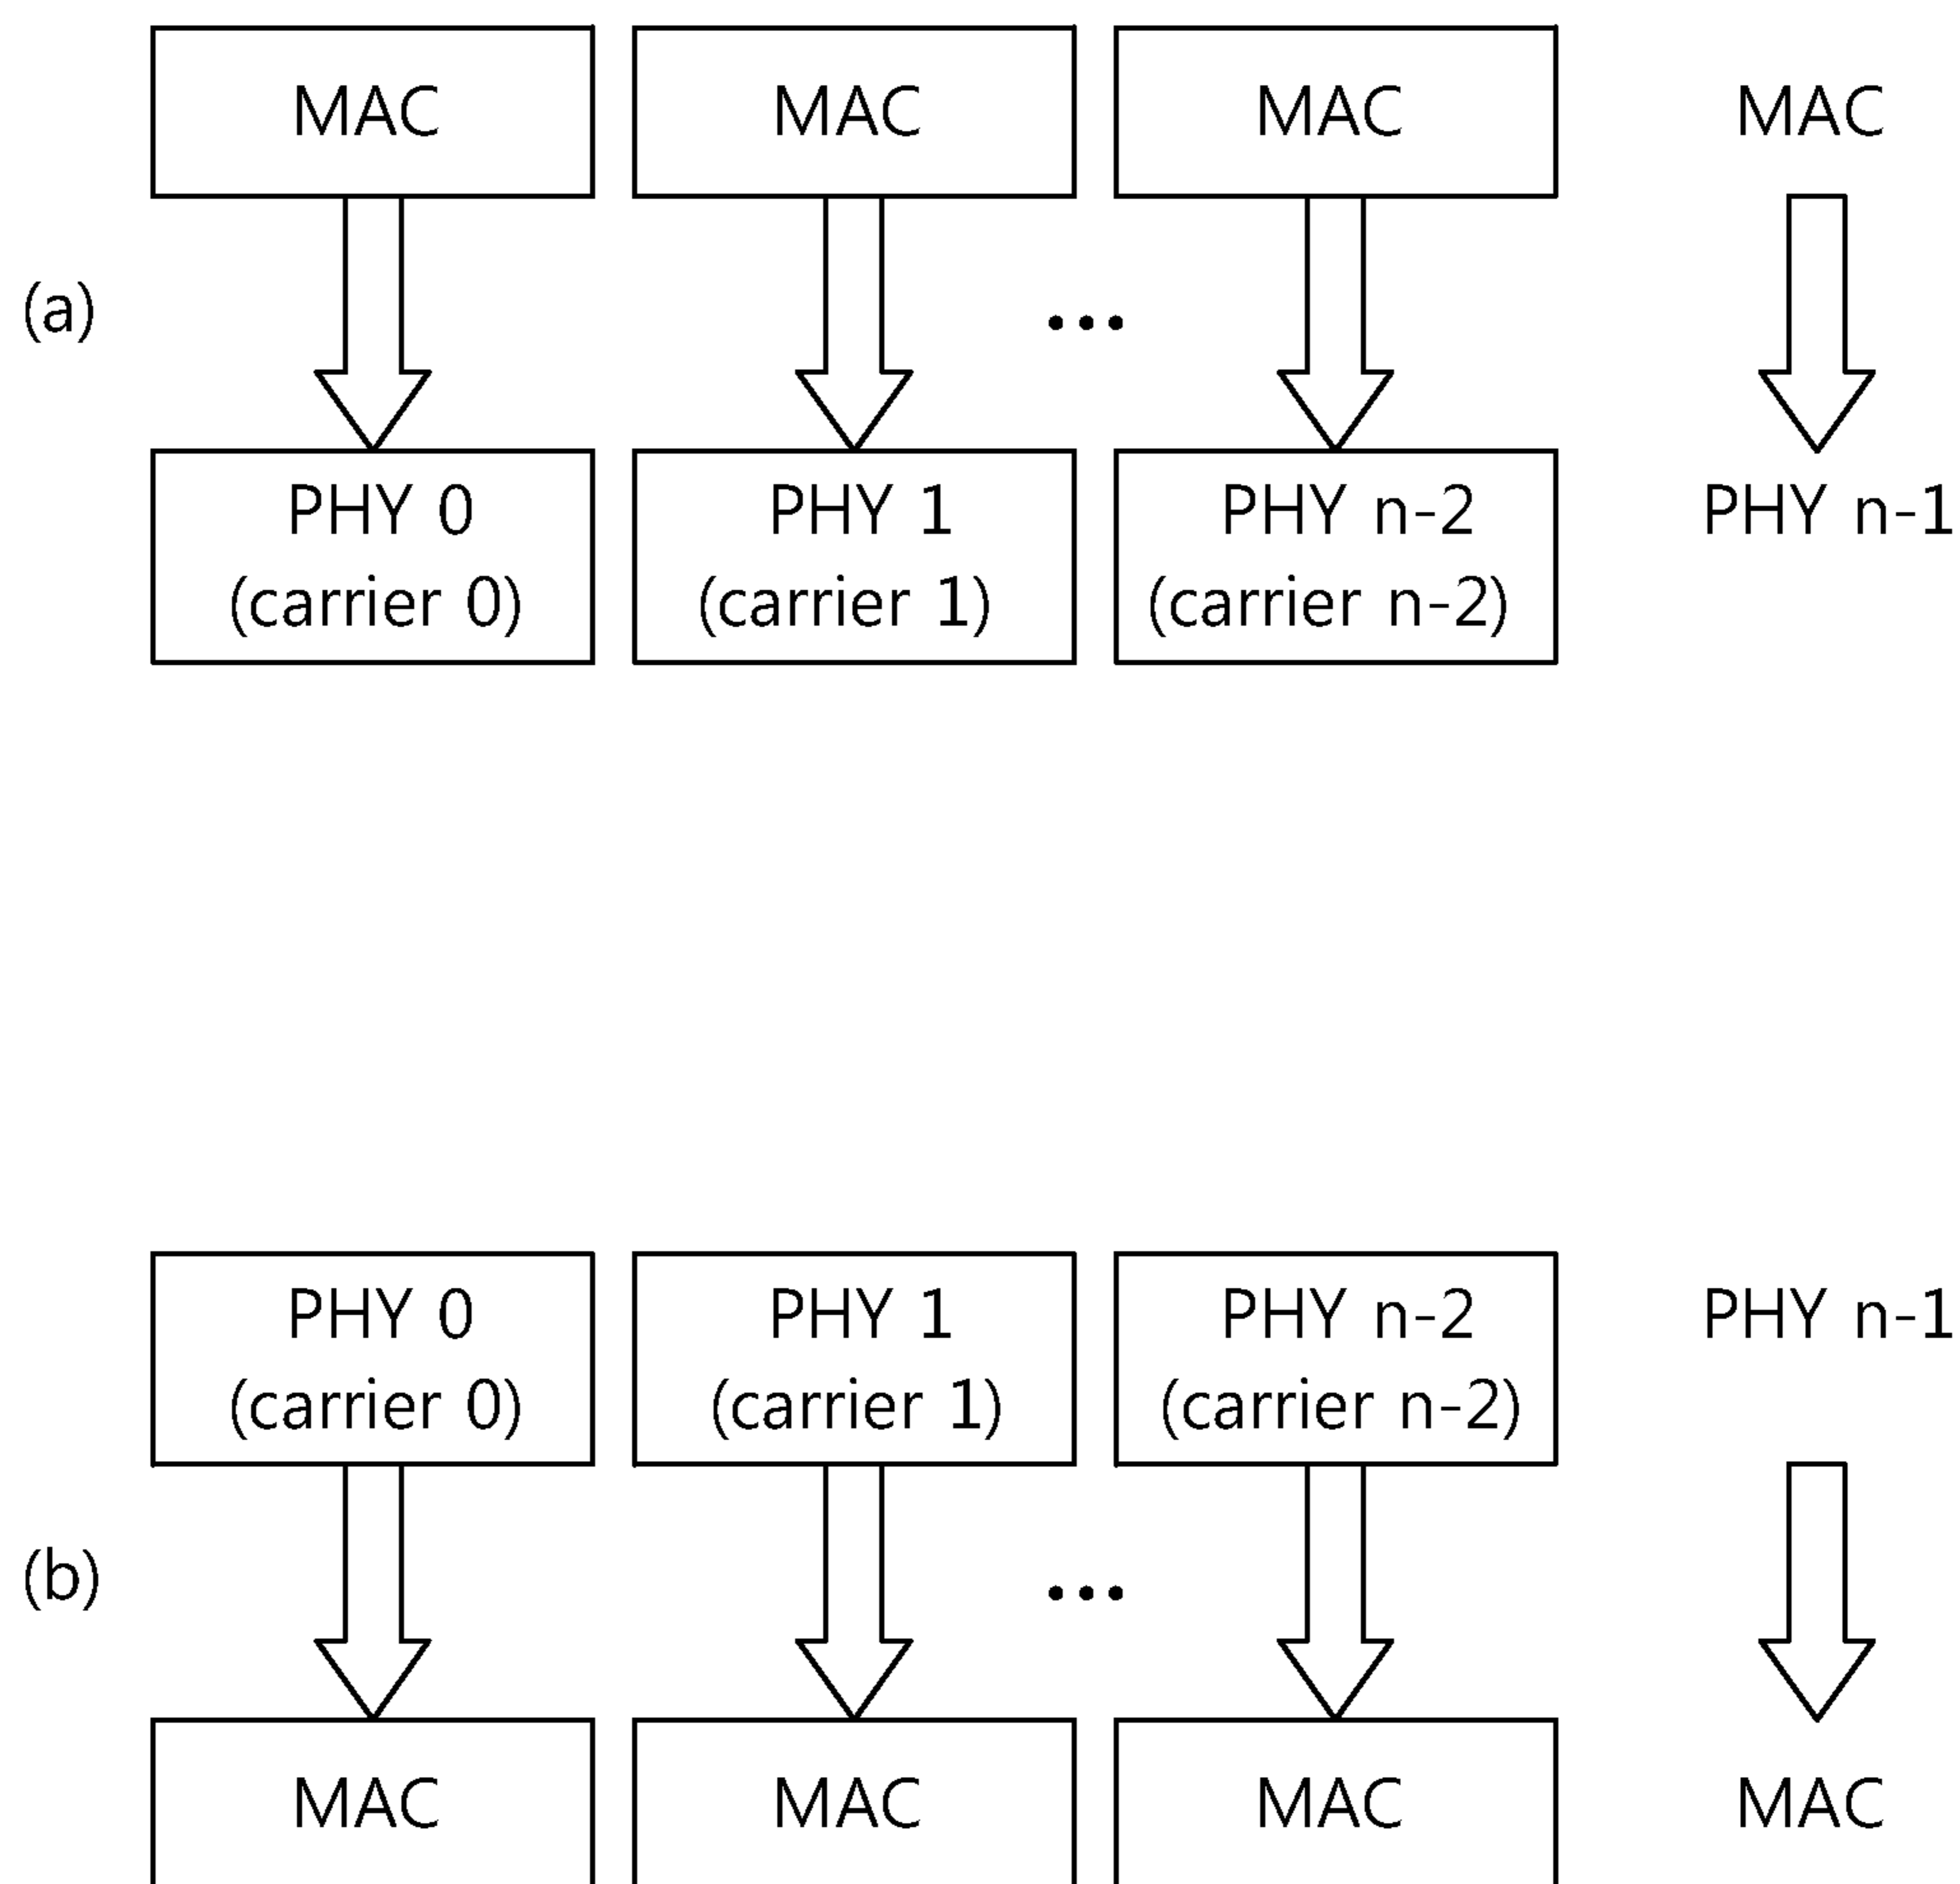 MAC MAC MAC MAC
(a)
...
PHY 0 PHY 1 PHY n-2 PHY n-1
(carrier 0) (carrier 1) (carrier n-2)
PHY 0 PHY 1 PHY n-2 PHY n-1
(carrier 0) (carrier 1) (carrier n-2)
(b)
...
MAC MAC MAC MAC